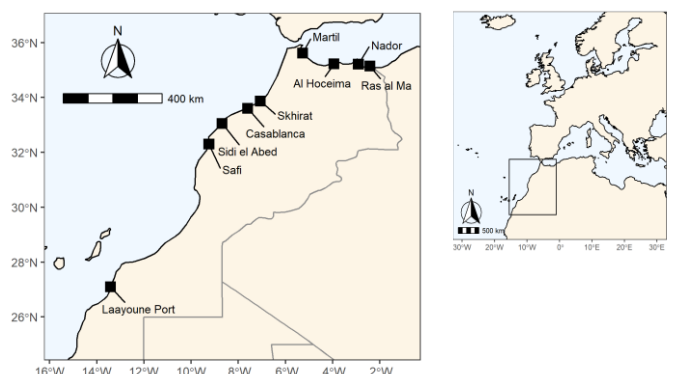 36°N
34°N
32°N
30°N
28°N
26°N
N
400 km
Martil
Nador
Al Hoceima
Ras al Ma
Skhirat
Casablanca
Sidi el Abed
Safi
Laayoune Port
16°W 14°W 12°W 10°W 8°W 6°W 4°W 2°W
N
500 km
30°W 20°W 10°W 0° 10°E 20°E 30°E